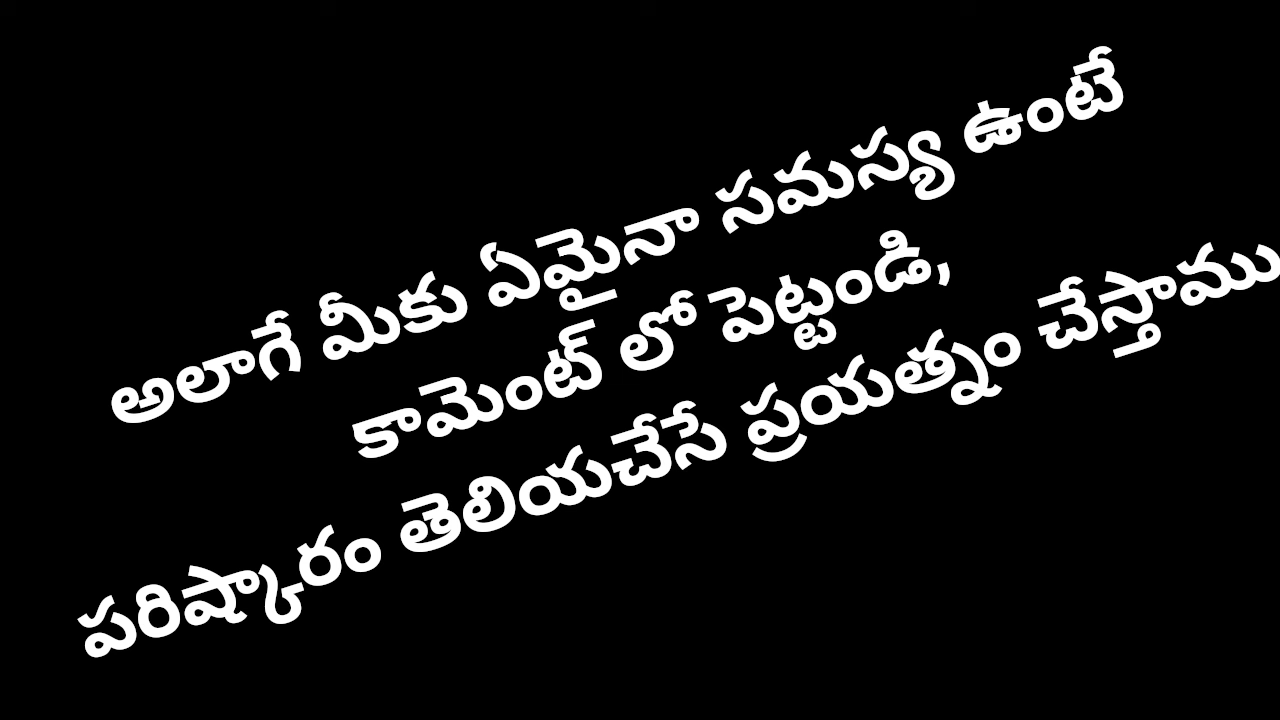 అలాగే మీకు ఏమైనా సమస్య ఉంటే
కామెంట్ లో పెట్టండి,
పరిష్కారం తెలియచేసే ప్రయత్నం చేస్తాము